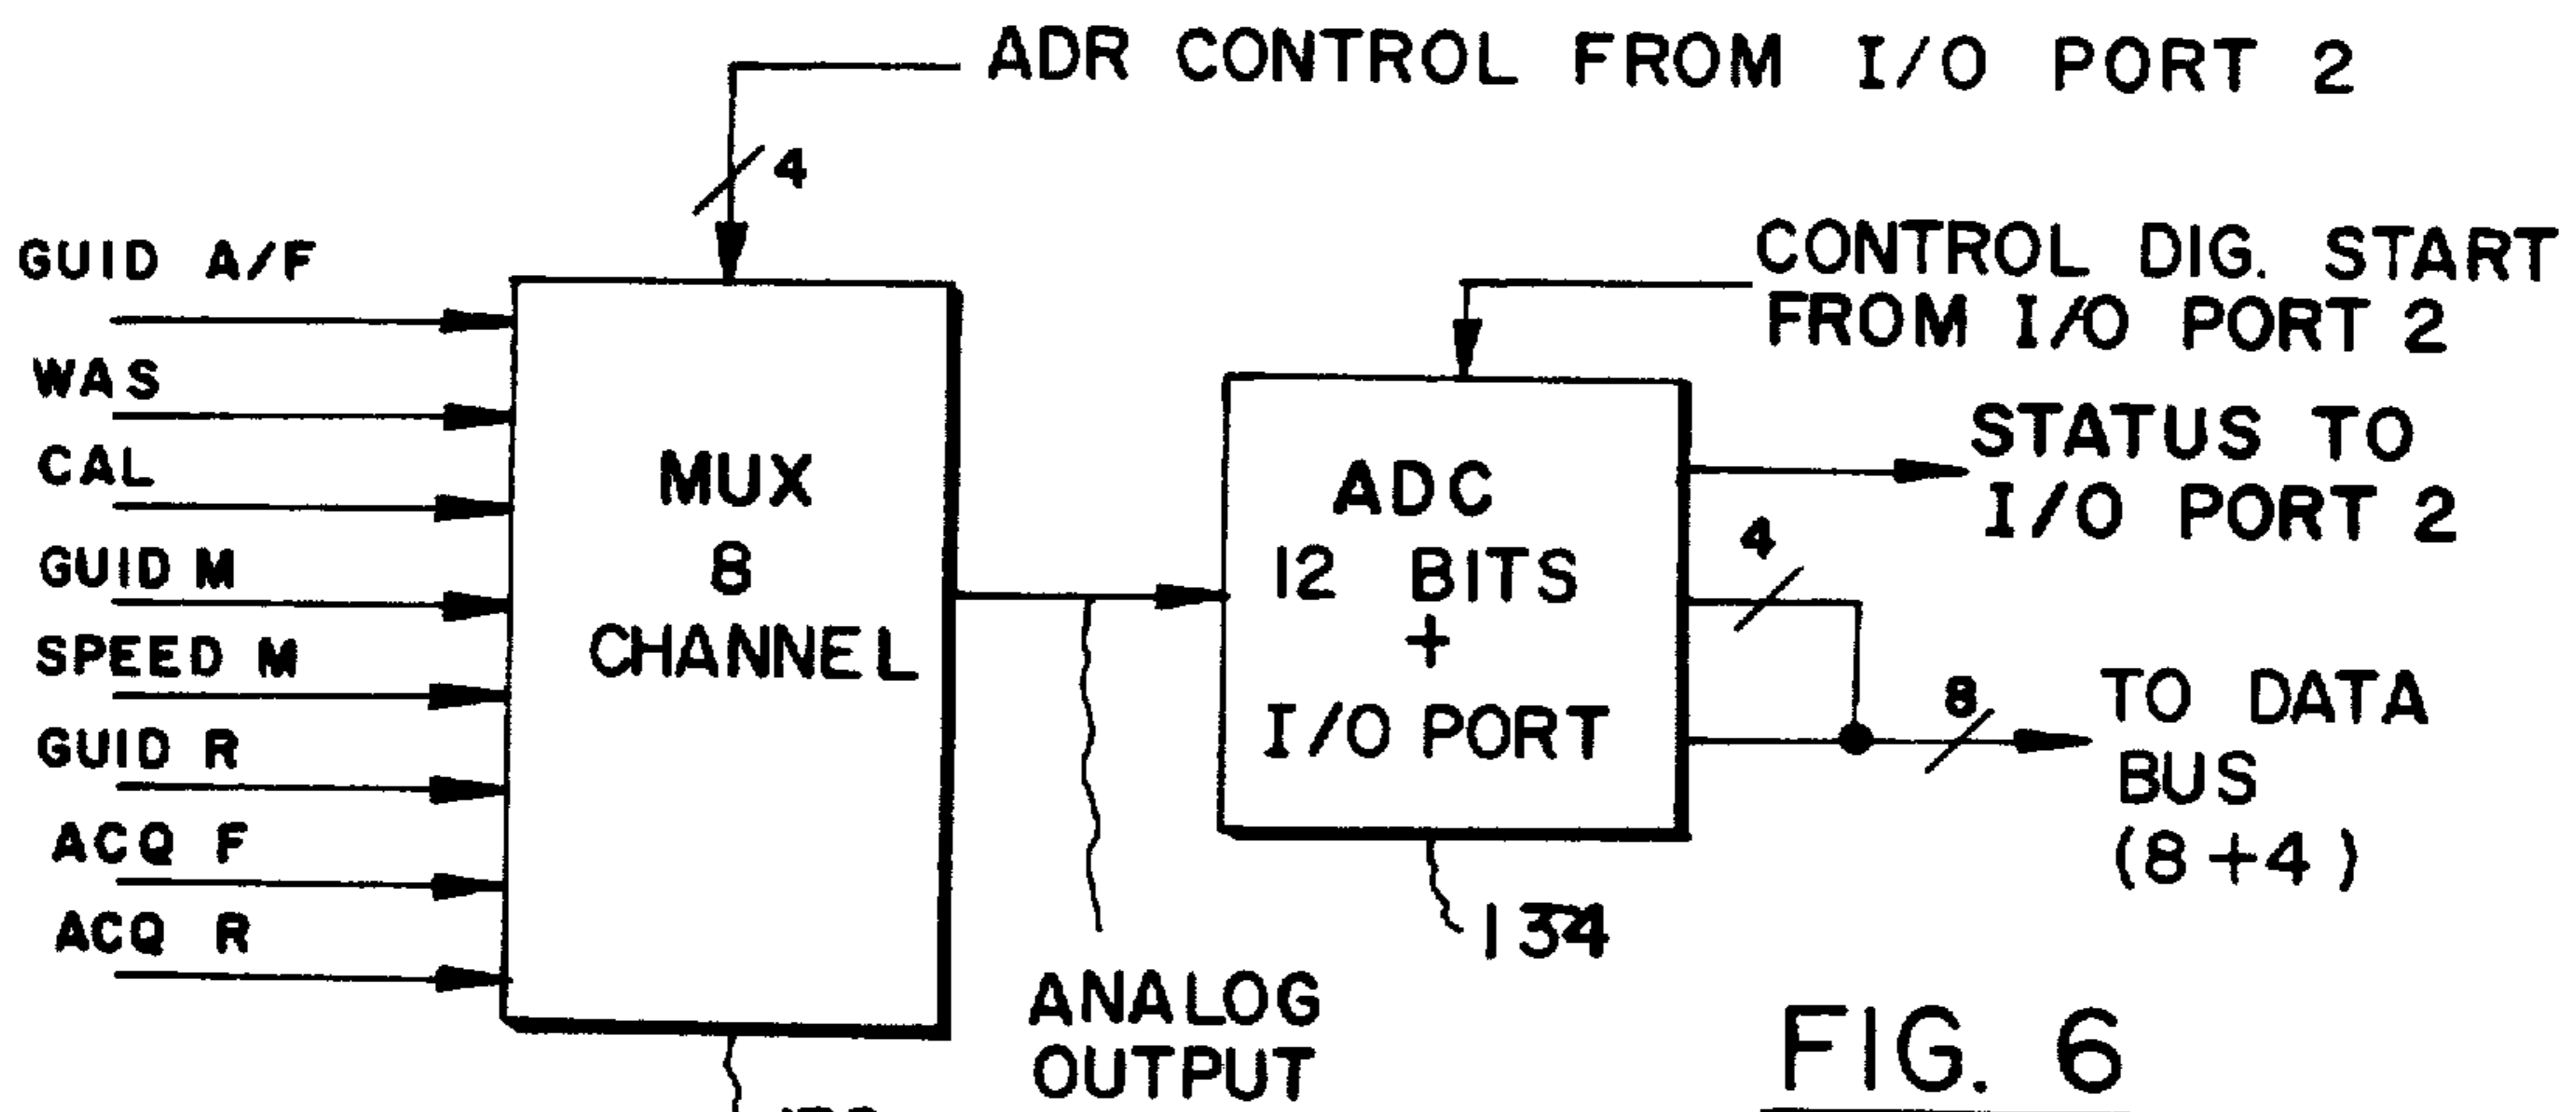 ADR CONTROL FROM I/O PORT 2
4
GUID A/F
WAS
CAL
GUID M
SPEED M
GUID R
ACQ F
ACQ R
MUX
8
CHANNEL
CONTROL DIG. START
FROM I/O PORT 2
ADC
12 BITS
+
I/O PORT
STATUS TO
I/O PORT 2
4
8
TO DATA
BUS
(8+4)
134
ANALOG
OUTPUT
FIG. 6